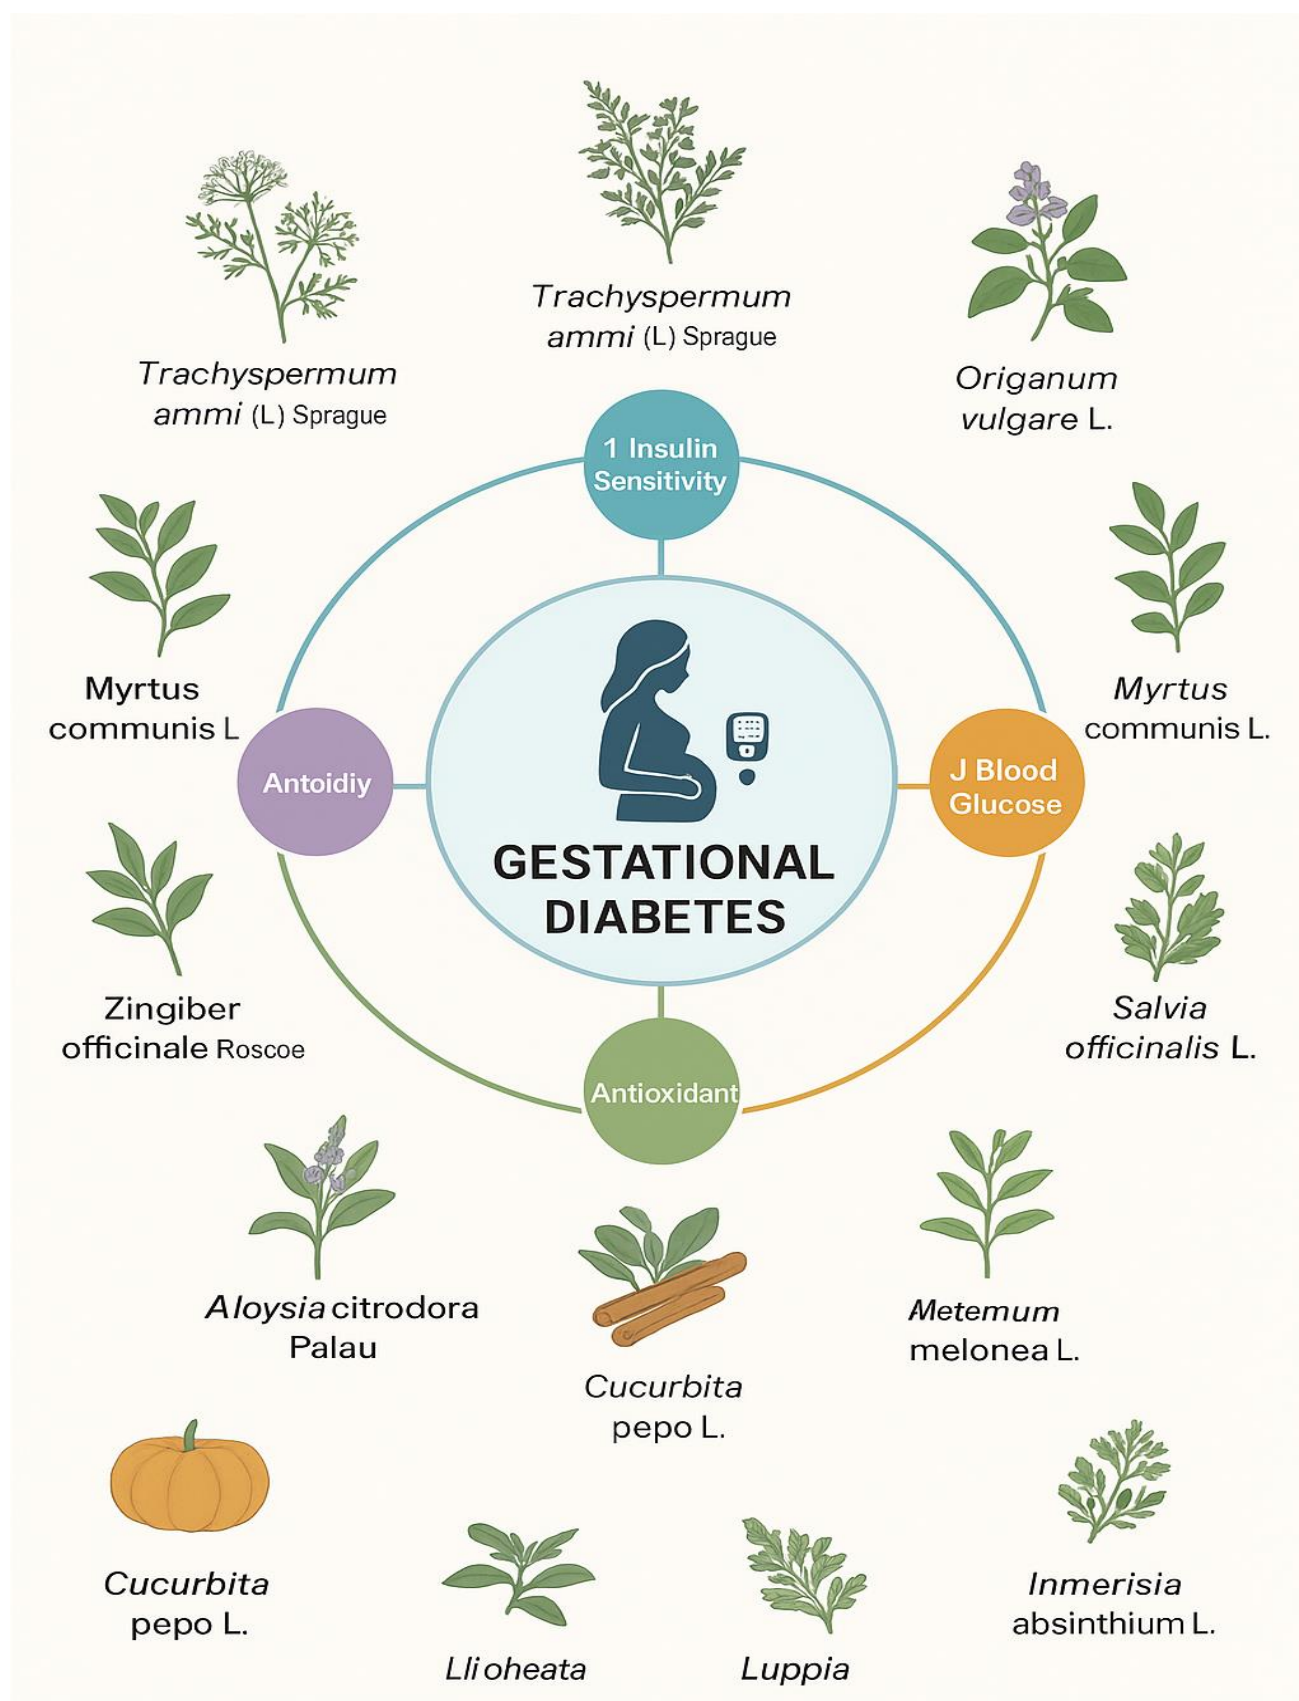 Trachyspermum
ammi (L) Sprague
Trachyspermum
ammi (L) Sprague
Origanum
vulgare L.
1 Insulin
Sensitivity
Myrtus
communis L
Myrtus
communis L.
Antoidiy
J Blood
Glucose
GESTATIONAL
DIABETES
Zingiber
officinale Roscoe
Salvia
officinalis L.
Antioxidant
Aloysia citrodora
Palau
Cucurbita
pepo L.
Metemum
melonea L.
Cucurbita
pepo L.
Llioheata
Luppia
Inmerisia
absinthium L.